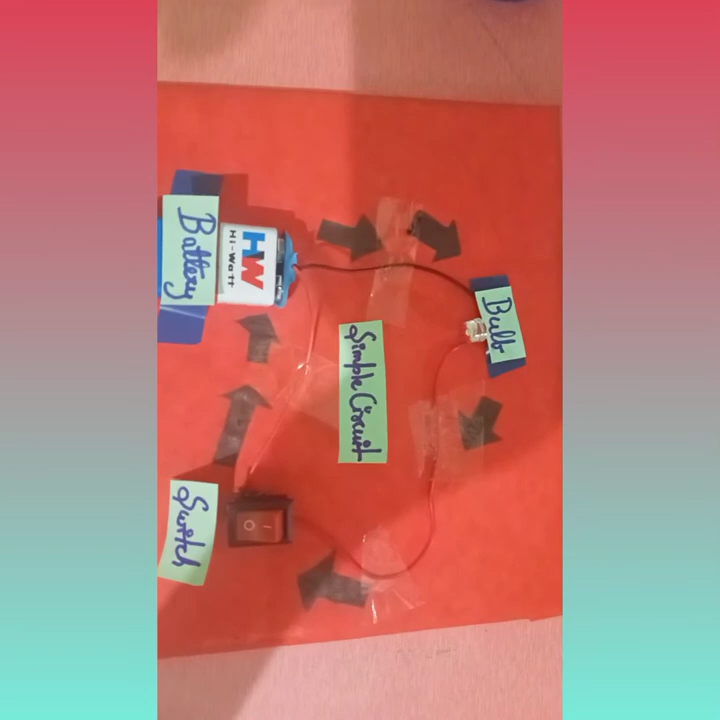 Battery
HW
Hi-Watt
Bulb
Simple Circuit
Switch
O I